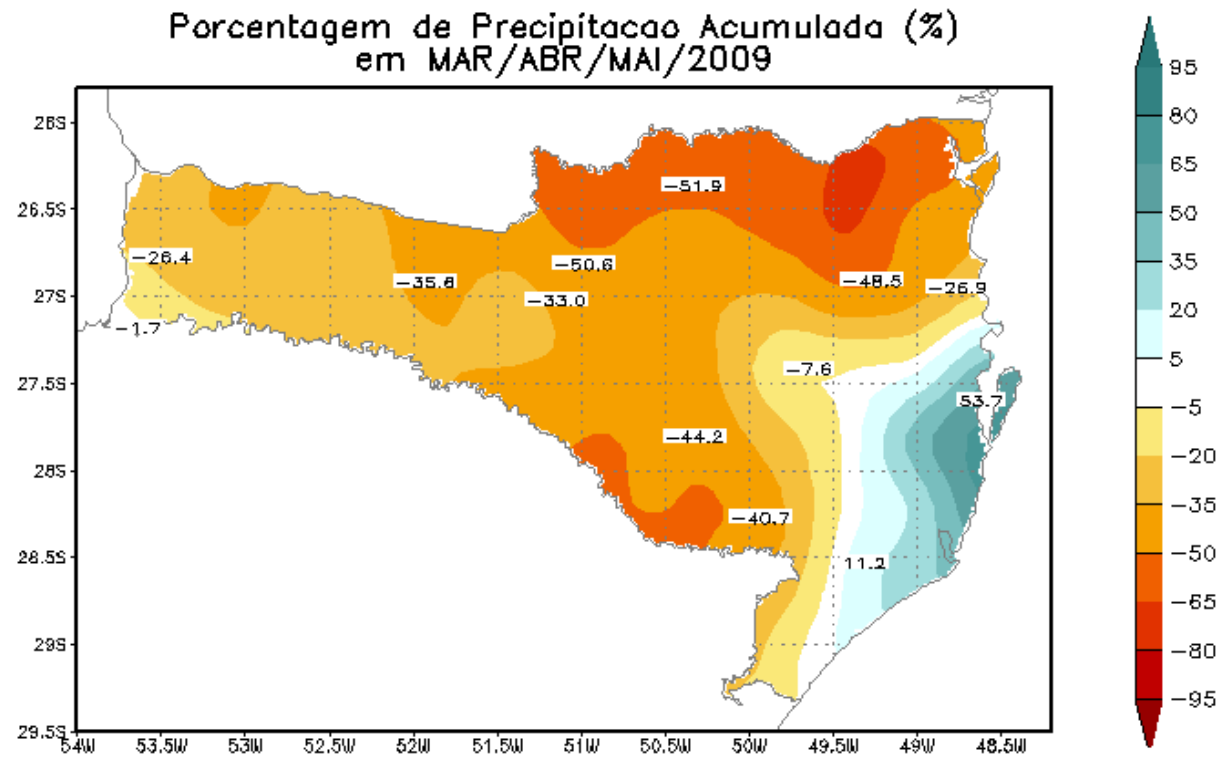 Porcentagem de Precipitacao Acumulada (%)
em MAR/ABR/MAI/2009
26S
26.5S
27S
27.5S
28S
28.5S
29S
29.5S
54W 53.5W 53W 52.5W 52W 51.5W 51W 50.5W 50W 49.5W 49W 48.5W
-51.9
-26.4
-50.6
-35.8
-48.5
-26.9
-33.0
-1.7
-7.6
53.7
-44.2
-40.7
11.2
95
80
65
50
35
20
5
-5
-20
-35
-50
-65
-80
-95